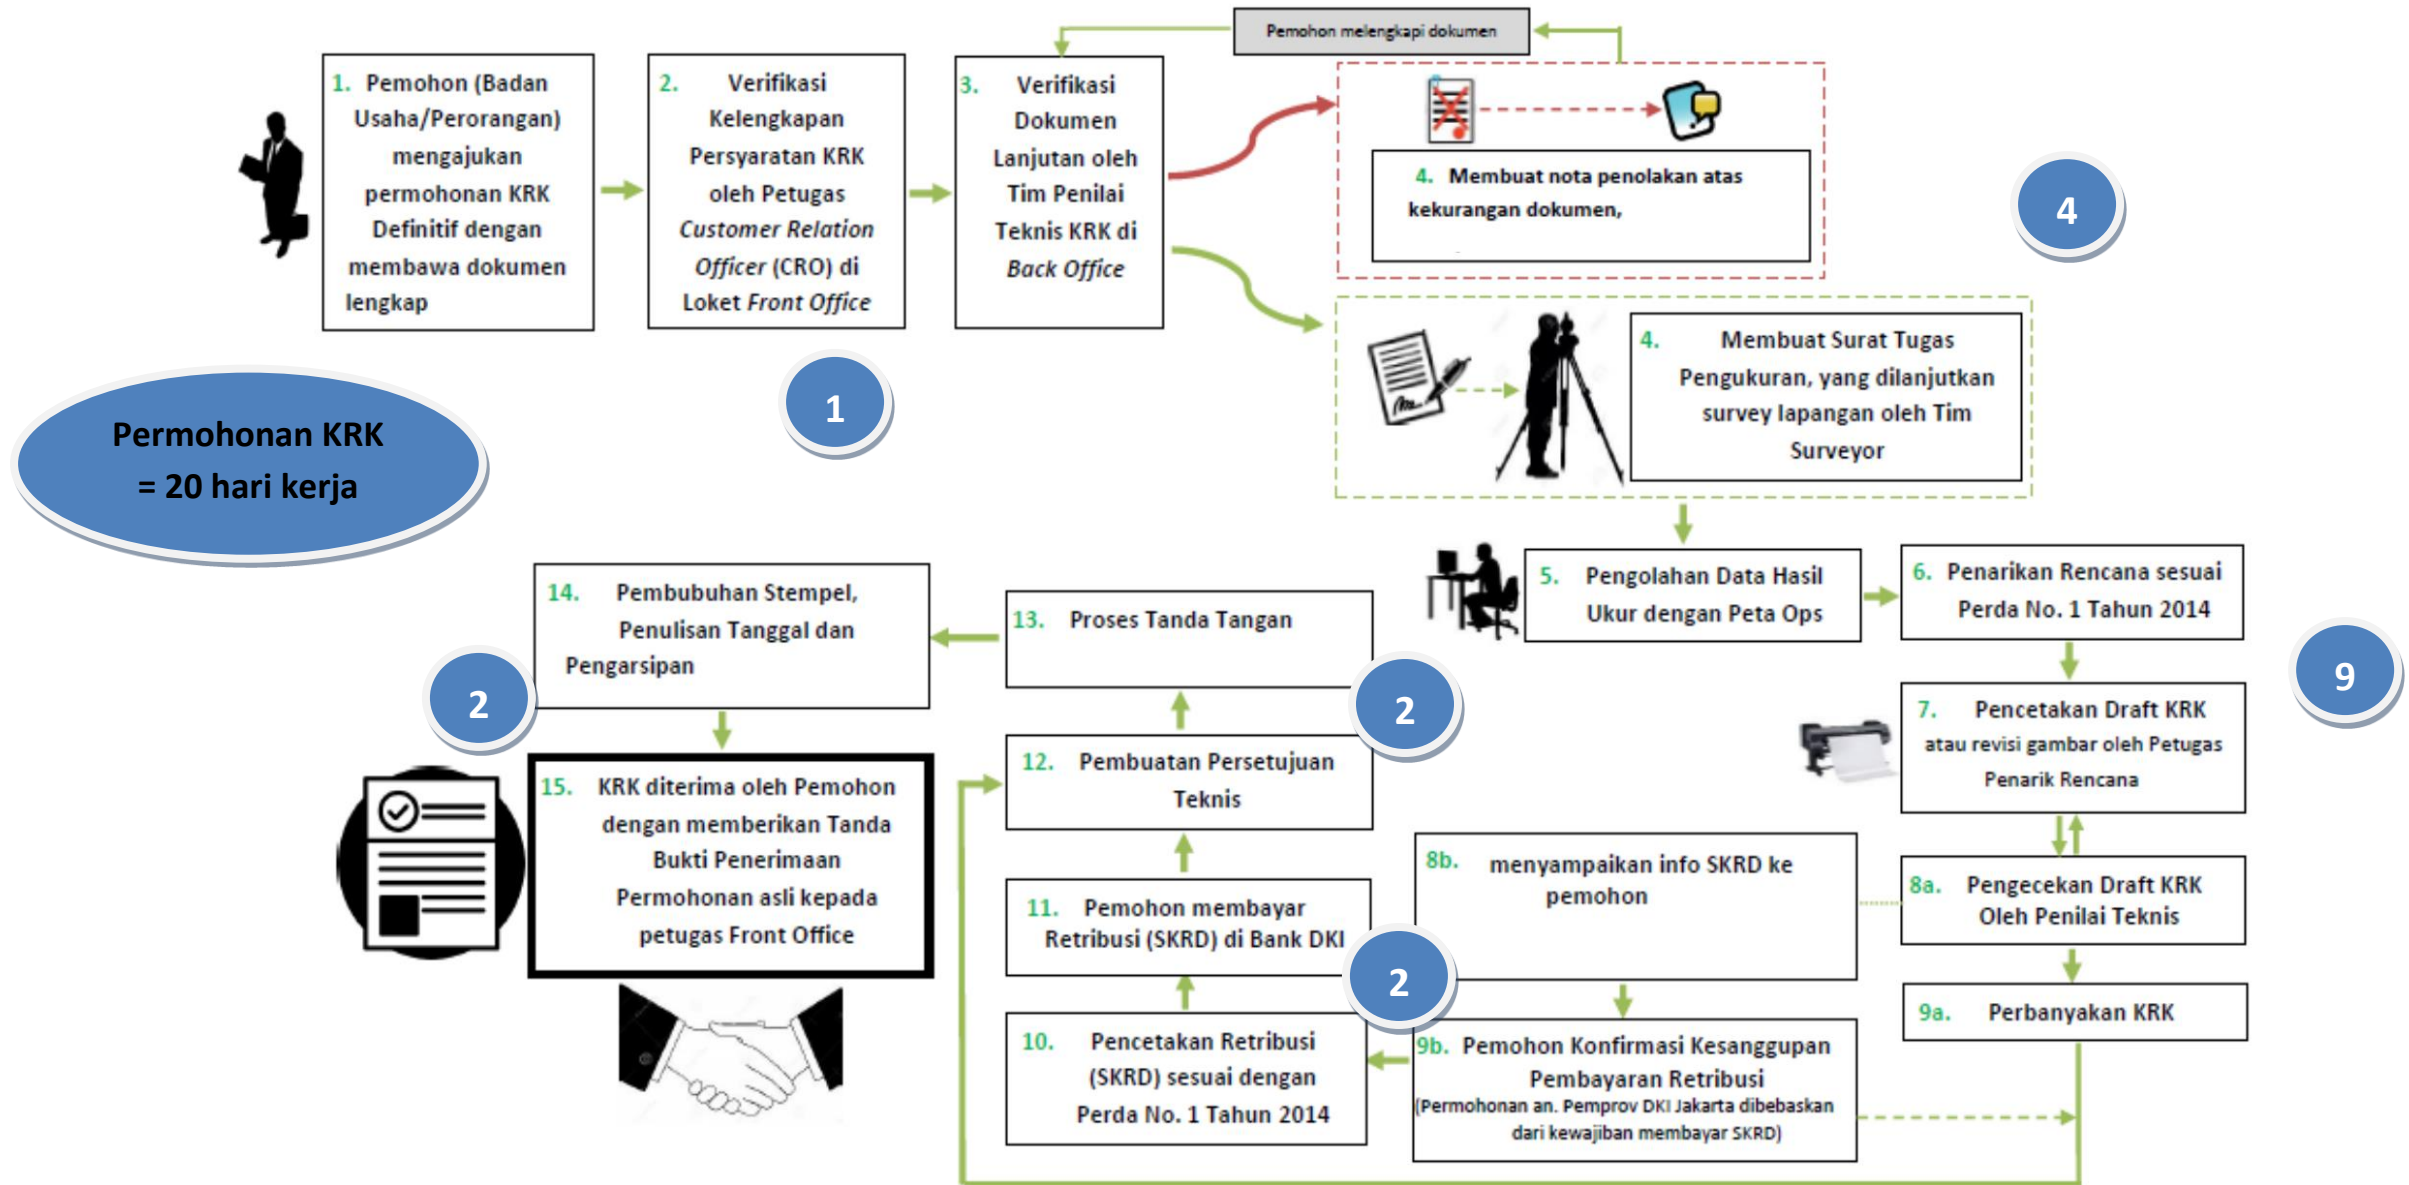 Pemohon melengkapi dokumen
1. Pemohon (Badan
Usaha/Perorangan)
mengajukan
permohonan KRK
Definitif dengan
membawa dokumen
lengkap
2. Verifikasi
Kelengkapan
Persyaratan KRK
oleh Petugas
Customer Relation
Officer (CRO) di
Loket Front Office
3. Verifikasi
Dokumen
Lanjutan oleh
Tim Penilai
Teknis KRK di
Back Office
4. Membuat nota penolakan atas
kekurangan dokumen,
4
4. Membuat Surat Tugas
Pengukuran, yang dilanjutkan
survey lapangan oleh Tim
Surveyor
1
Permohonan KRK
= 20 hari kerja
5. Pengolahan Data Hasil
Ukur dengan Peta Ops
6. Penarikan Rencana sesuai
Perda No. 1 Tahun 2014
9
7. Pencetakan Draft KRK
atau revisi gambar oleh Petugas
Penarik Rencana
8a. Pengecekan Draft KRK
Oleh Penilai Teknis
8b. menyampaikan info SKRD ke
pemohon
9a. Perbanyakan KRK
9b. Pemohon Konfirmasi Kesanggupan
Pembayaran Retribusi
(Permohonan an. Pemprov DKI Jakarta dibebaskan
dari kewajiban membayar SKRD)
2
10. Pencetakan Retribusi
(SKRD) sesuai dengan
Perda No. 1 Tahun 2014
11. Pemohon membayar
Retribusi (SKRD) di Bank DKI
12. Pembuatan Persetujuan
Teknis
2
13. Proses Tanda Tangan
14. Pembubuhan Stempel,
Penulisan Tanggal dan
Pengarsipan
2
15. KRK diterima oleh Pemohon
dengan memberikan Tanda
Bukti Penerimaan
Permohonan asli kepada
petugas Front Office